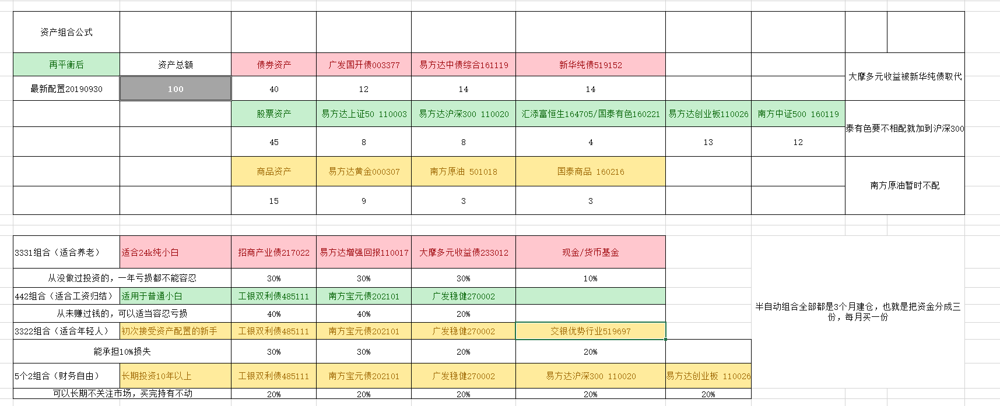 资产组合公式
再平衡后 资产总额 债券资产 广发国开债003377 易方达中债综合161119 新华纯债519152
大摩多元收益被新华纯债取代
最新配置20190930 100 40 12 14 14
股票资产 易方达上证50 110003 易方达沪深300 110020 汇添富恒生164705/国泰有色160221 易方达创业板110026 南方中证500 160119
泰有色要不相配就加到沪深300
45 8 8 4 13 12
商品资产 易方达黄金000307 南方原油 501018 国泰商品 160216
南方原油暂时不配
15 9 3 3
3331组合（适合养老） 适合24k纯小白 招商产业债217022 易方达增强回报110017 大摩多元收益债233012 现金/货币基金
从没做过投资的，一年亏损都不能容忍 30% 30% 30% 10%
442组合（适合工资归结） 适用于普通小白 工银双利债485111 南方宝元债202101 广发稳健270002
半自动组合全部都是3个月建仓，也就是把资金分成三
份，每月买一份
从未赚过钱的，可以适当容忍亏损 40% 40% 20%
3322组合（适合年轻人） 初次接受资产配置的新手 工银双利债485111 南方宝元债202101 广发稳健270002 交银优势行业519697
能承担10%损失 30% 30% 20% 20%
5个2组合（财务自由） 长期投资10年以上 工银双利债485111 南方宝元债202101 广发稳健270002 易方达沪深300 110020 易方达创业板 110026
可以长期不关注市场，买完持有不动 20% 20% 20% 20% 20%